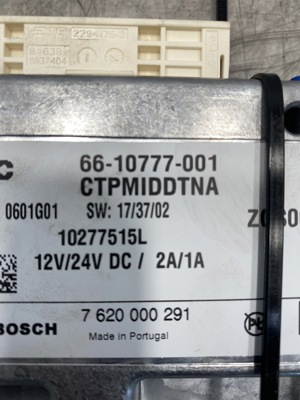 2294176-2
C 66-10777-001
CTPMIDDTNA
0601G01 SW: 17/37/02
10277515L
12V/24V DC / 2A/1A
BOSCH 7 620 000 291
Made in Portugal